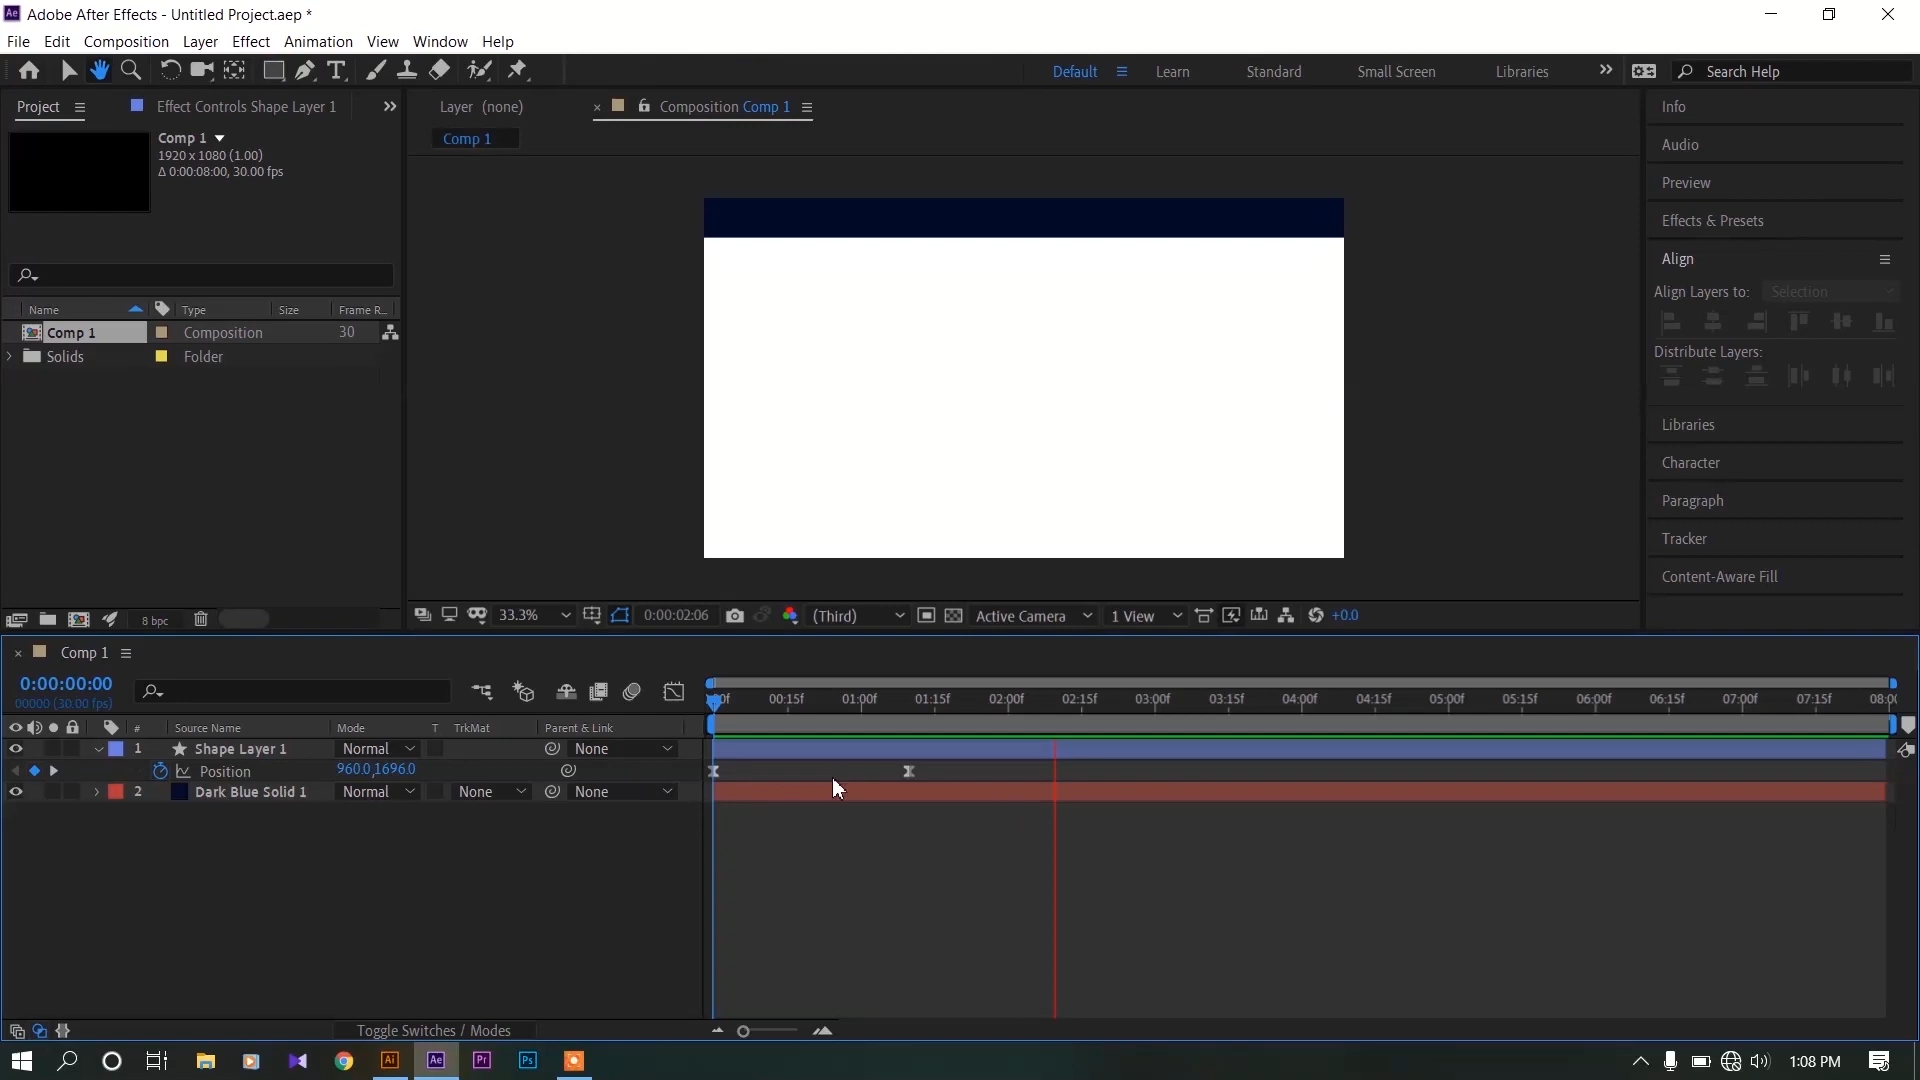 Ae Adobe After Effects - Untitled Project.aep *
File Edit Composition Layer Effect Animation View Window Help
Default Learn Standard Small Screen Libraries Search Help
Project Effect Controls Shape Layer 1 Layer (none) Composition Comp 1 Info
Comp 1 Comp 1
1920 x 1080 (1.00) Audio
Δ 0:00:08:00, 30.00 fps
Preview
Effects & Presets
Align
Align Layers to: Selection
Name Type Size Frame R...
Comp 1 Composition 30
Distribute Layers:
Solids Folder
Libraries
Character
Paragraph
Tracker
Content-Aware Fill
8 bpc 33.3% 0:00:02:06 (Third) Active Camera 1 View +0.0
Comp 1
0:00:00:00
00000 (30.00 fps)
00f 00:15f 01:00f 01:15f 02:00f 02:15f 03:00f 03:15f 04:00f 04:15f 05:00f 05:15f 06:00f 06:15f 07:00f 07:15f 08:00
# Source Name Mode T TrkMat Parent & Link
1 Shape Layer 1 Normal None
Position 960.0,1696.0
2 Dark Blue Solid 1 Normal None None
Toggle Switches / Modes
Ai Ae Pr Ps 1:08 PM